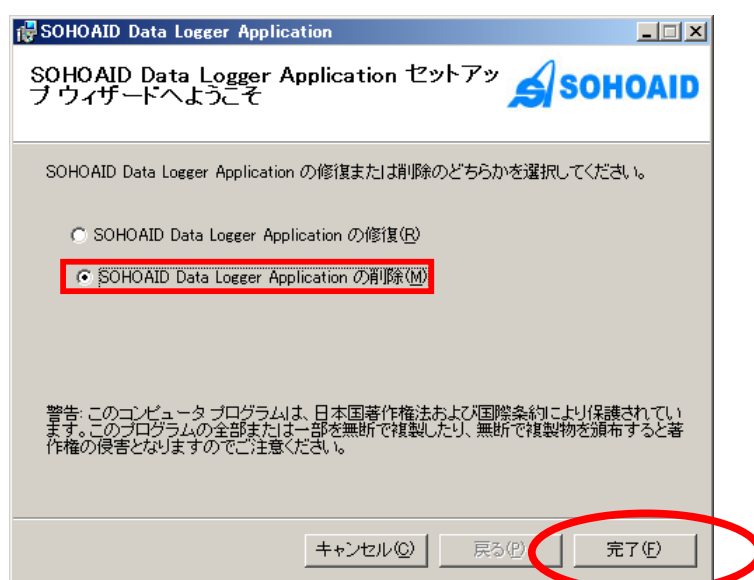 SOHOAID Data Logger Application
SOHOAID Data Logger Application セットアッ
プ ウィザードへようこそ
SOHOAID
SOHOAID Data Logger Application の修復または削除のどちらかを選択してください。
SOHOAID Data Logger Application の修復(R)
SOHOAID Data Logger Application の削除(M)
警告: このコンピュータ プログラムは、日本国著作権法および国際条約により保護されてい
ます。このプログラムの全部または一部を無断で複製したり、無断で複製物を頒布すると著
作権の侵害となりますのでご注意ください。
キャンセル(C)
戻る(P)
完了(F)